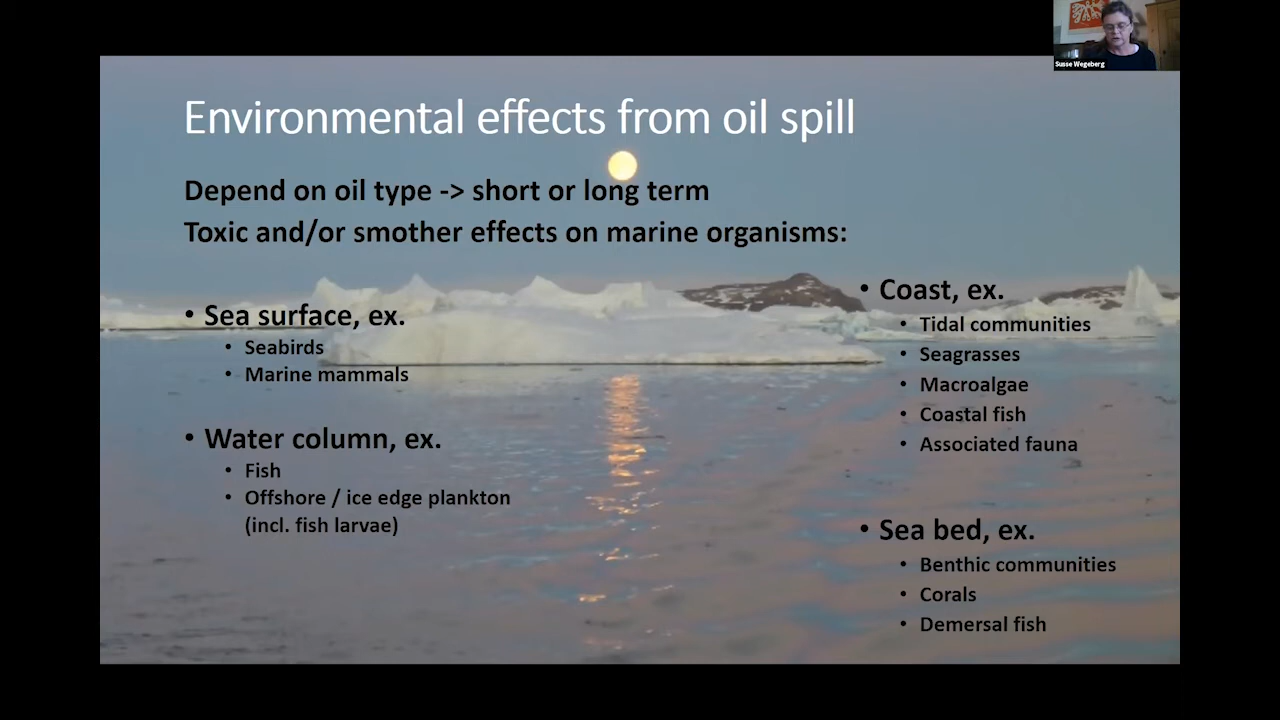 Susse Wegeberg
Environmental effects from oil spill
Depend on oil type -> short or long term
Toxic and/or smother effects on marine organisms:
• Sea surface, ex.
• Seabirds
• Marine mammals
• Water column, ex.
• Fish
• Offshore / ice edge plankton
(incl. fish larvae)
• Coast, ex.
• Tidal communities
• Seagrasses
• Macroalgae
• Coastal fish
• Associated fauna
• Sea bed, ex.
• Benthic communities
• Corals
• Demersal fish